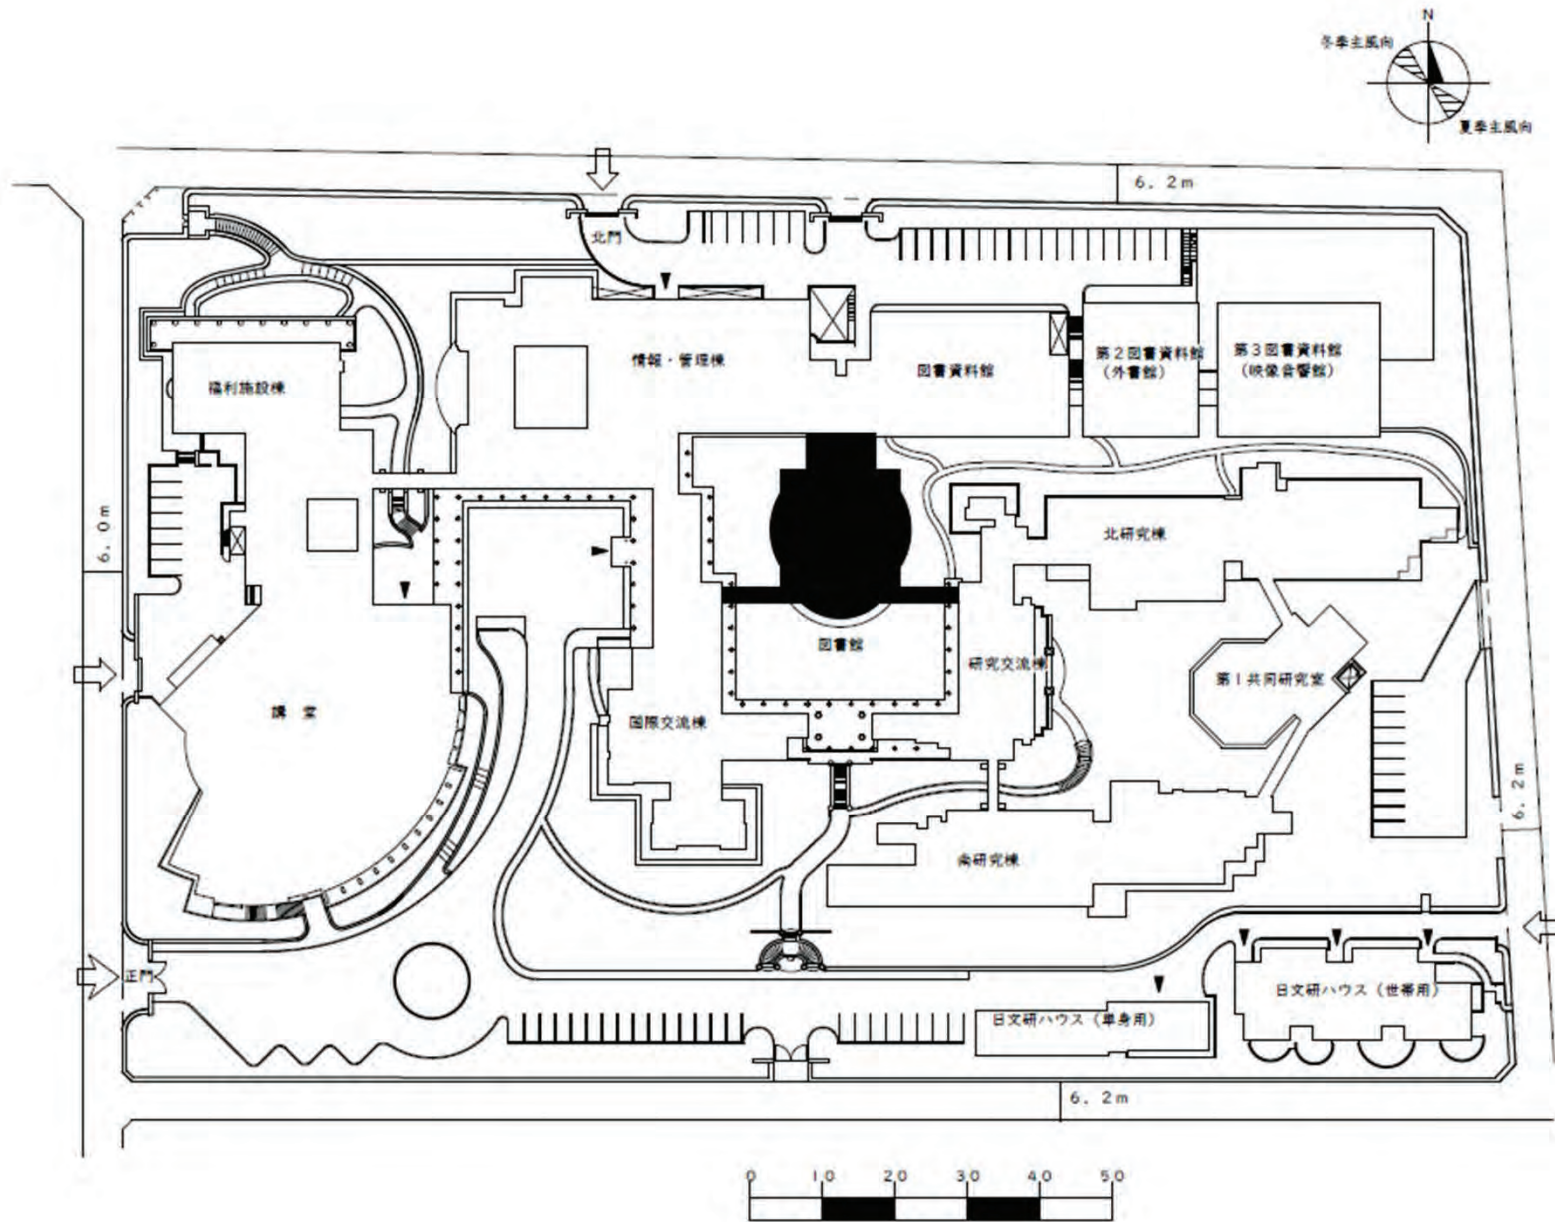 N
冬季主風向
夏季主風向
6.2m
北門
情報・管理棟
図書資料館
第2図書資料館
(外書館)
第3図書資料館
(映像音響館)
福利施設棟
6.0m
北研究棟
図書館
研究交流棟
第1共同研究室
講堂
国際交流棟
6.2m
南研究棟
正門
日文研ハウス(単身用)
日文研ハウス(世帯用)
6.2m
0 10 20 30 40 50